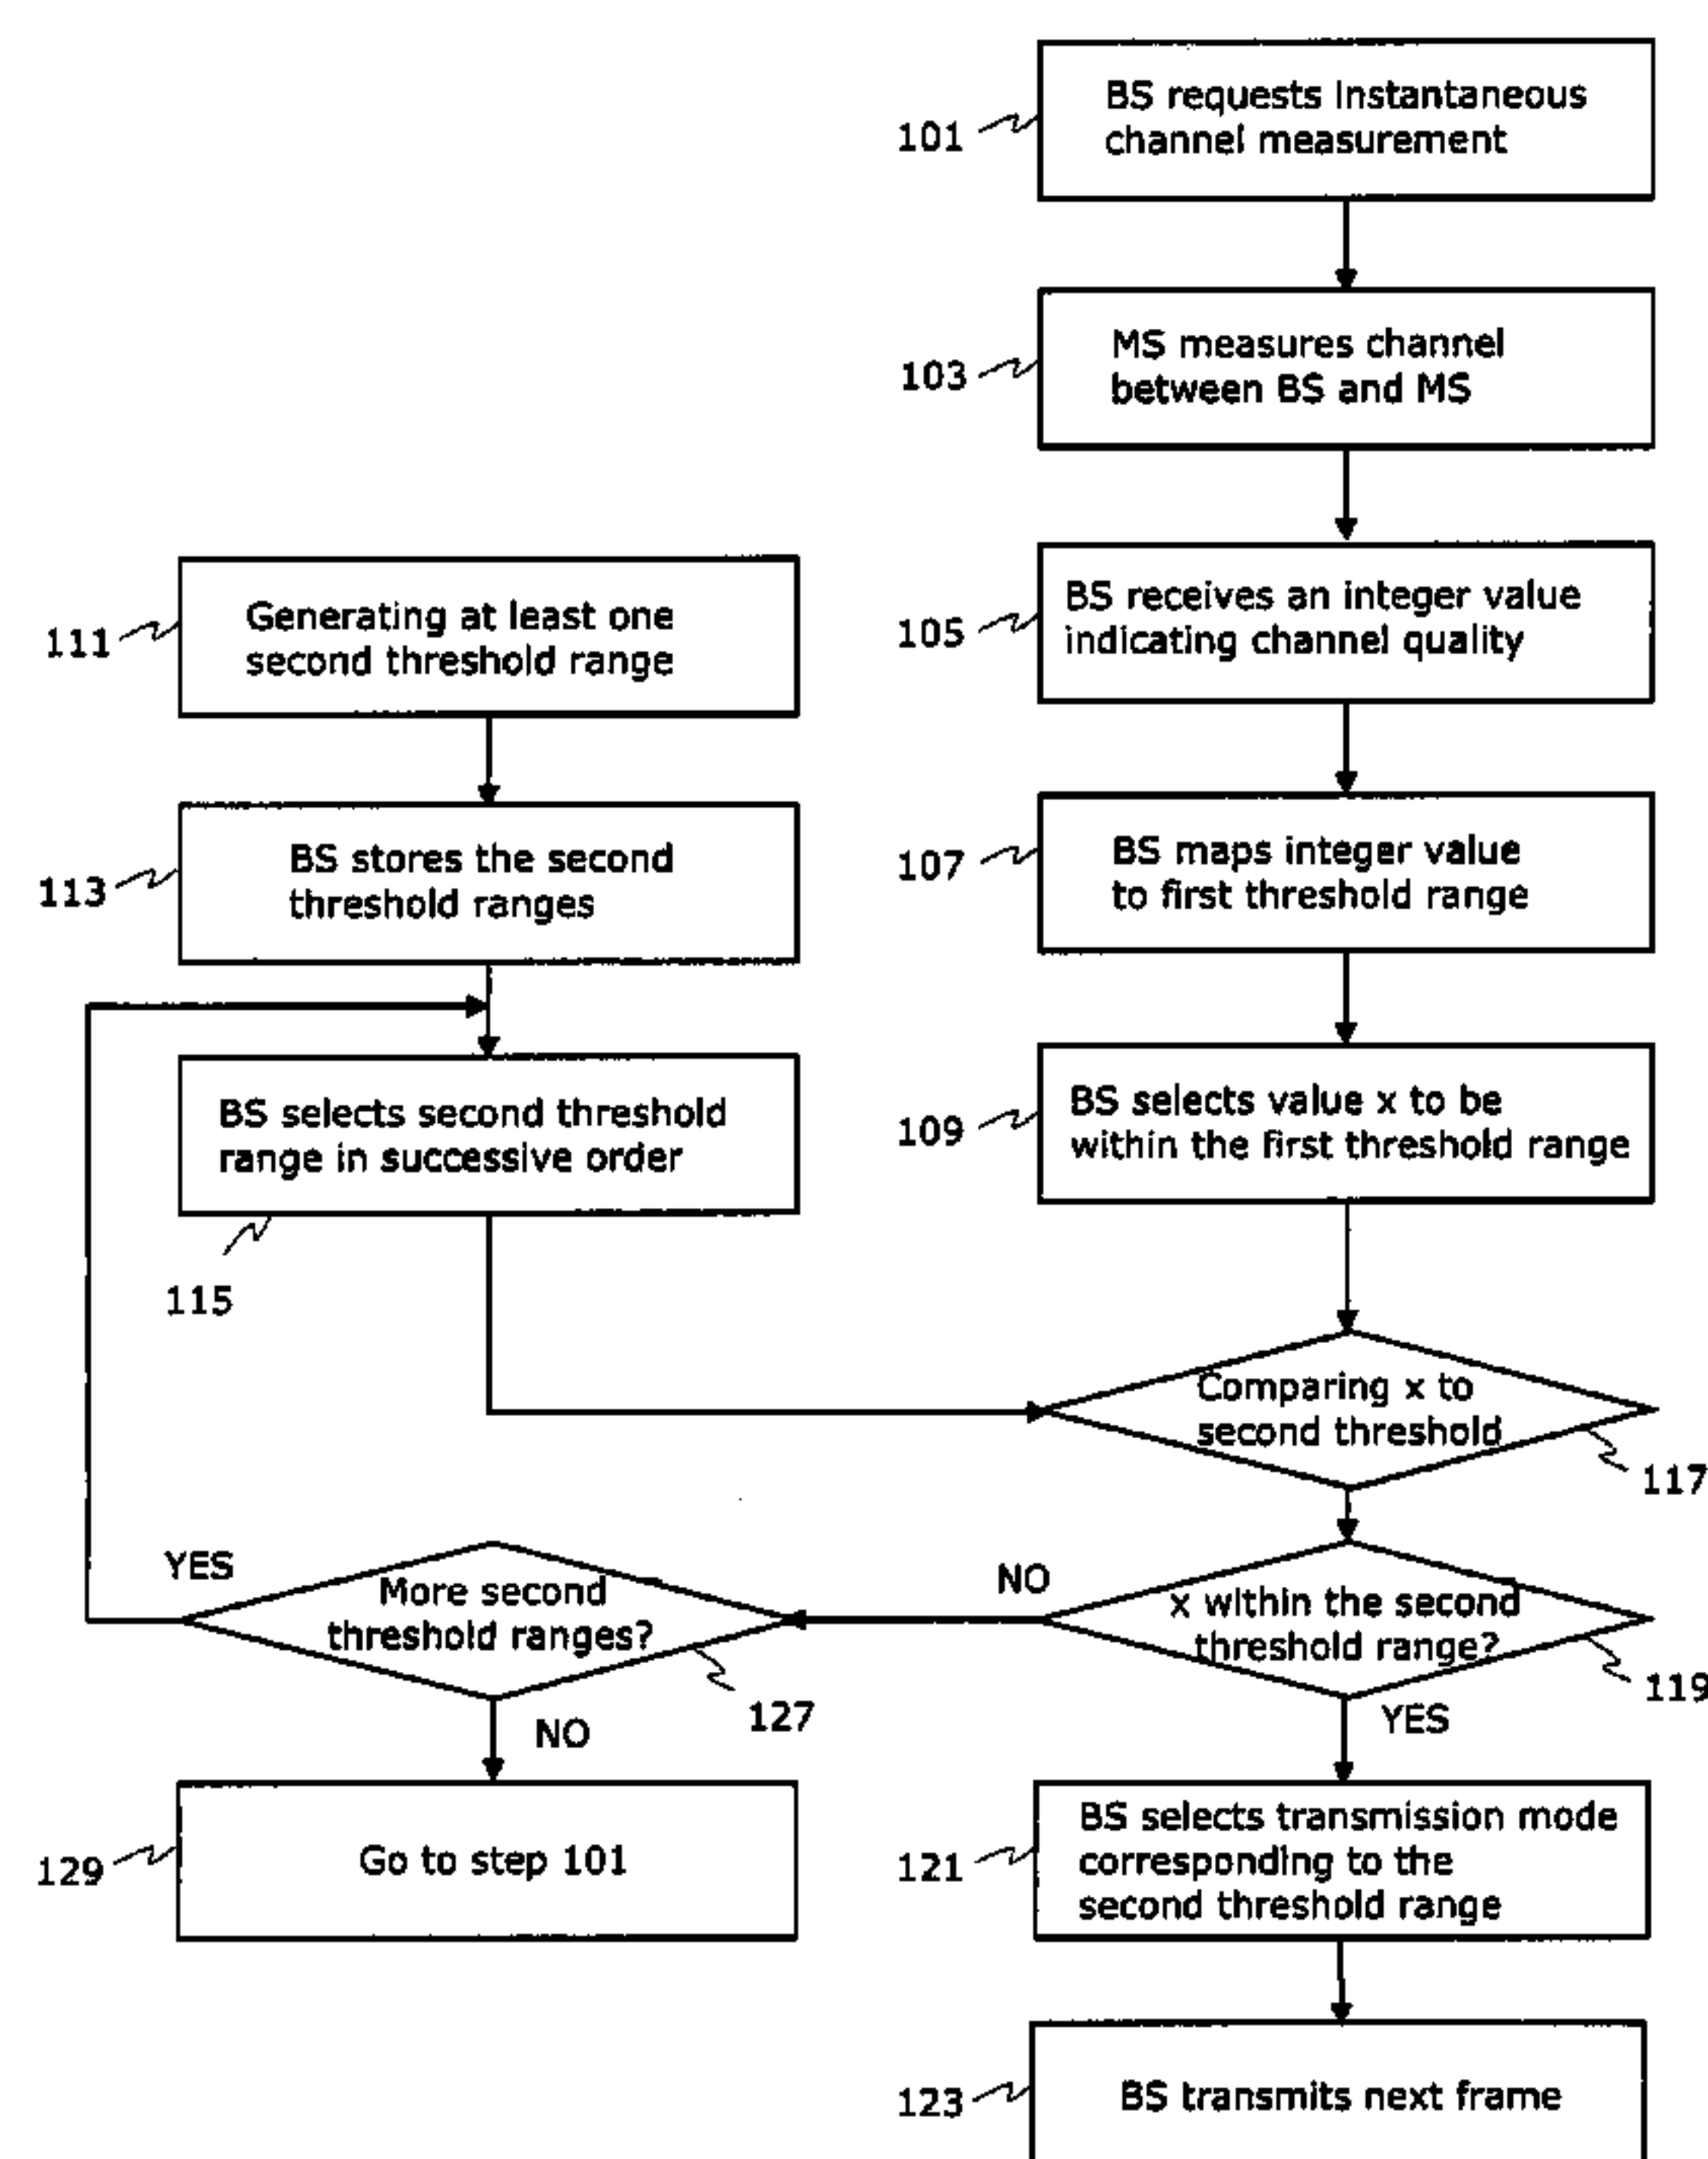 BS requests instantaneous
channel measurement
101
MS measures channel
between BS and MS
103
BS receives an integer value
indicating channel quality
105
Generating at least one
second threshold range
111
BS maps integer value
to first threshold range
107
BS stores the second
threshold ranges
113
BS selects value x to be
within the first threshold range
109
BS selects second threshold
range in successive order
115
Comparing x to
second threshold
117
x within the second
threshold range?
119
NO
YES
More second
threshold ranges?
127
YES
NO
Go to step 101
129
BS selects transmission mode
corresponding to the
second threshold range
121
BS transmits next frame
123